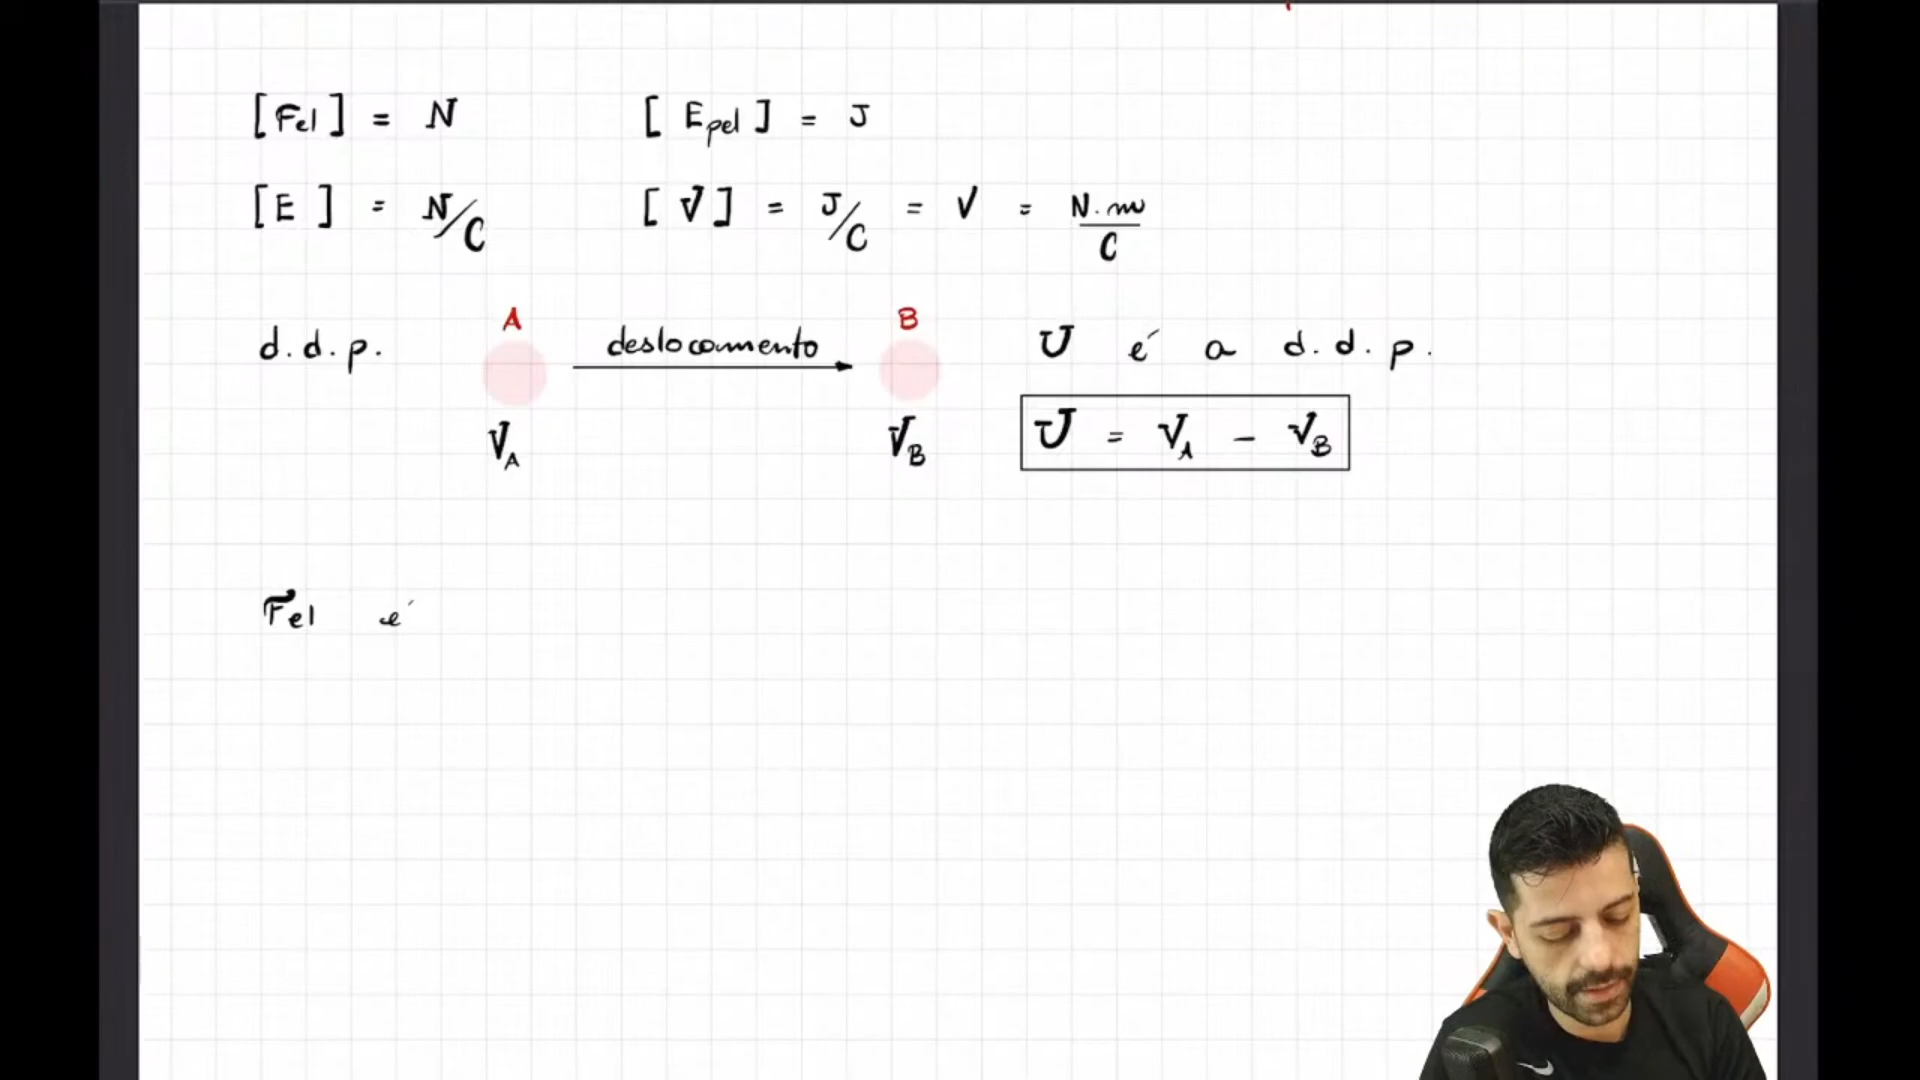 [Fel] = N [Epel] = J
[E] = N/C [V] = J/C = V = N.m/C
d.d.p. A deslocamento B U é a d.d.p.
VA VB U = VA - VB
Fel é